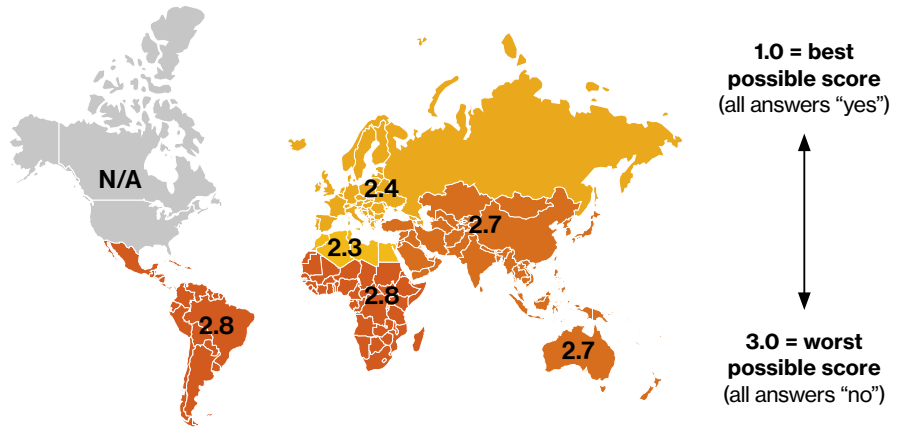 1.0 = best
possible score
(all answers “yes”)
N/A
2.4
2.7
2.3
2.8
2.8
2.7
3.0 = worst
possible score
(all answers “no”)